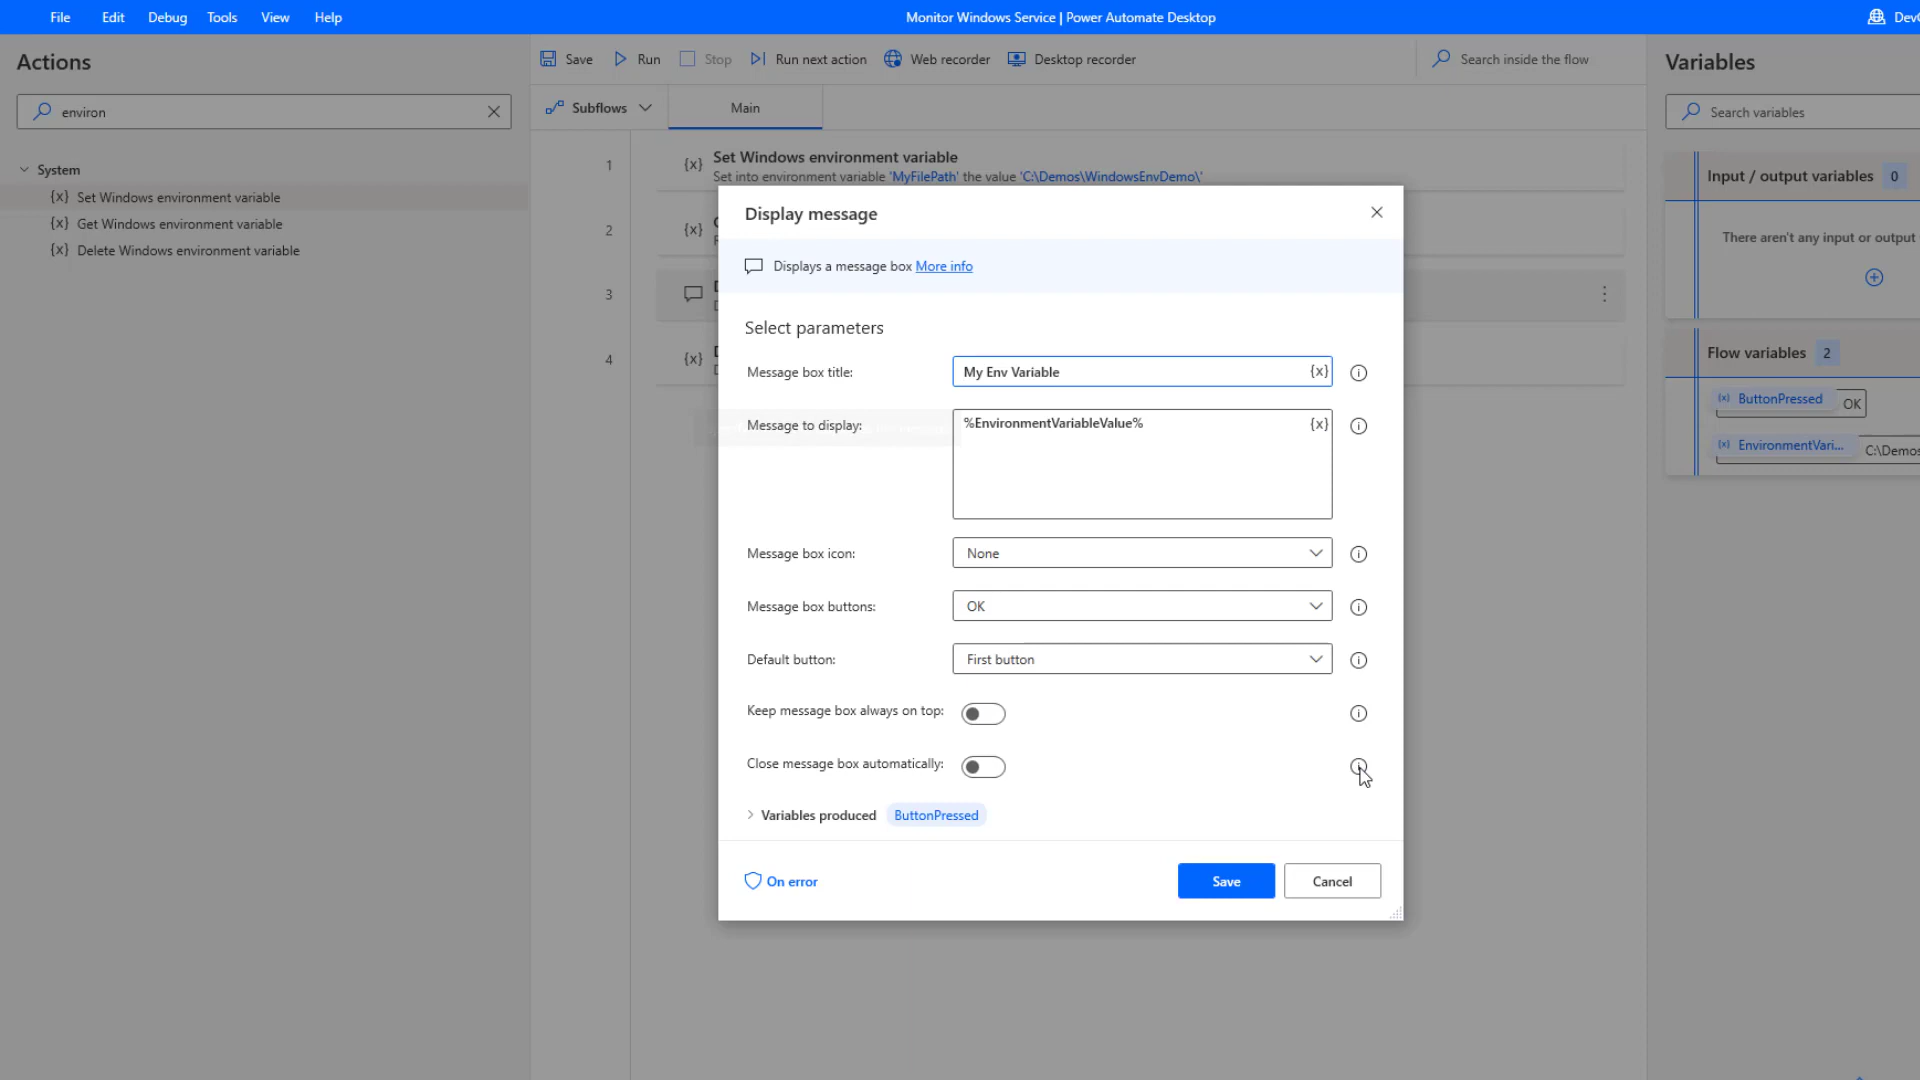 File Edit Debug Tools View Help
Monitor Windows Service | Power Automate Desktop
Actions
environ
System
{x} Set Windows environment variable
{x} Get Windows environment variable
{x} Delete Windows environment variable
Save Run Stop Run next action Web recorder Desktop recorder
Search inside the flow
Subflows Main
1 {x} Set Windows environment variable
Set into environment variable 'MyFilePath' the value 'C:\Demos\WindowsEnvDemo\'
2 {x}
3
4 {x}
Display message
Displays a message box More info
Select parameters
Message box title: My Env Variable {x}
Message to display: %EnvironmentVariableValue% {x}
Message box icon: None
Message box buttons: OK
Default button: First button
Keep message box always on top:
Close message box automatically:
Variables produced ButtonPressed
On error Save Cancel
Variables
Search variables
Input / output variables 0
There aren't any input or output
Flow variables 2
(x) ButtonPressed OK
(x) EnvironmentVari... C:\Demos